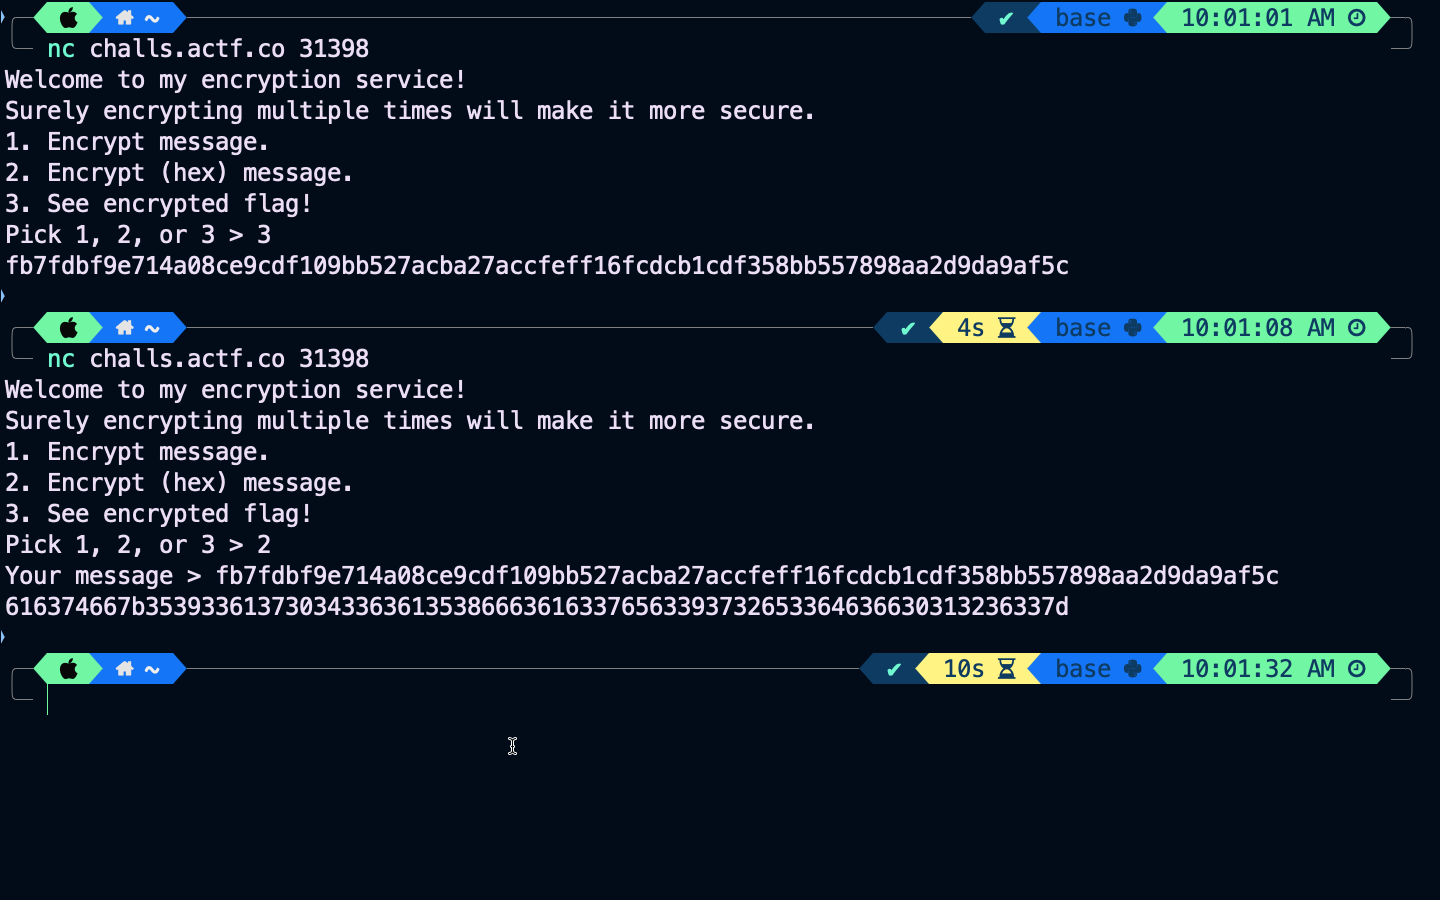 ~ ✔ base 10:01:01 AM
nc challs.actf.co 31398
Welcome to my encryption service!
Surely encrypting multiple times will make it more secure.
1. Encrypt message.
2. Encrypt (hex) message.
3. See encrypted flag!
Pick 1, 2, or 3 > 3
fb7fdbf9e714a08ce9cdf109bb527acba27accfeff16fcdcb1cdf358bb557898aa2d9da9af5c
~ ✔ 4s base 10:01:08 AM
nc challs.actf.co 31398
Welcome to my encryption service!
Surely encrypting multiple times will make it more secure.
1. Encrypt message.
2. Encrypt (hex) message.
3. See encrypted flag!
Pick 1, 2, or 3 > 2
Your message > fb7fdbf9e714a08ce9cdf109bb527acba27accfeff16fcdcb1cdf358bb557898aa2d9da9af5c
616374667b35393361373034336361353866636163376563393732653364636630313236337d
~ ✔ 10s base 10:01:32 AM